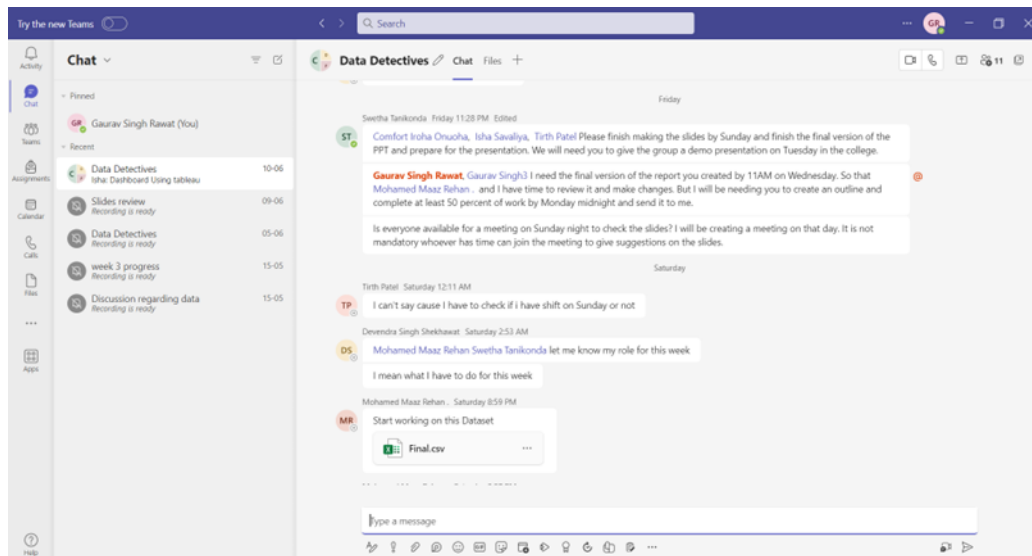 Try the new Teams
Search
GR
Activity
Chat
Teams
Assignments
Calendar
Calls
Files
Apps
Help
Chat
Pinned
GR
Gaurav Singh Rawat (You)
Recent
Data Detectives
10-06
Isha: Dashboard Using tableau
Slides review
09-06
Recording is ready
Data Detectives
05-06
Recording is ready
week 3 progress
15-05
Recording is ready
Discussion regarding data
15-05
Recording is ready
C
Data Detectives
Chat
Files
11
Friday
Swetha Tanikonda Friday 11:28 PM Edited
ST
Comfort Iroha Onuoha, Isha Savaliya, Tirth Patel Please finish making the slides by Sunday and finish the final version of the
PPT and prepare for the presentation. We will need you to give the group a demo presentation on Tuesday in the college.
Gaurav Singh Rawat, Gaurav Singh3 I need the final version of the report you created by 11AM on Wednesday. So that
Mohamed Maaz Rehan . and I have time to review it and make changes. But I will be needing you to create an outline and
complete at least 50 percent of work by Monday midnight and send it to me.
@
Is everyone available for a meeting on Sunday night to check the slides? I will be creating a meeting on that day. It is not
mandatory whoever has time can join the meeting to give suggestions on the slides.
Saturday
Tirth Patel Saturday 12:11 AM
TP
I can't say cause I have to check if i have shift on Sunday or not
Devendra Singh Shekhawat Saturday 2:53 AM
DS
Mohamed Maaz Rehan Swetha Tanikonda let me know my role for this week
I mean what I have to do for this week
Mohamed Maaz Rehan . Saturday 8:59 PM
MR
Start working on this Dataset
Final.csv
Type a message